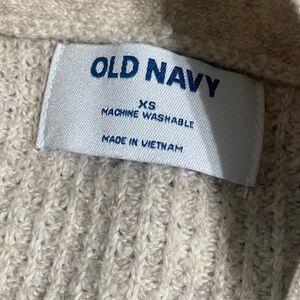 OLD NAVY
XS
MACHINE WASHABLE
MADE IN VIETNAM